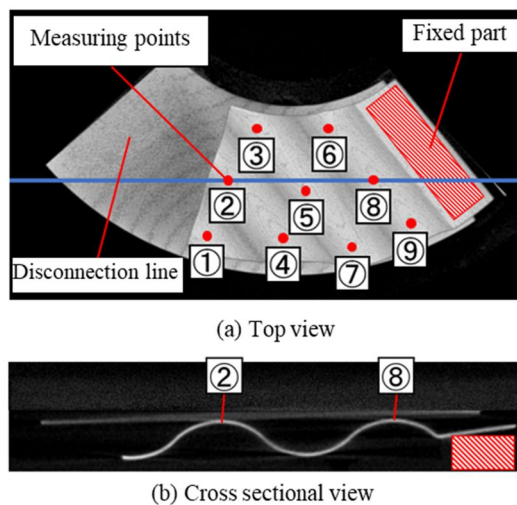 Measuring points
Fixed part
③
⑥
②
⑤
⑧
①
④
⑦
⑨
Disconnection line
(a) Top view
②
⑧
(b) Cross sectional view